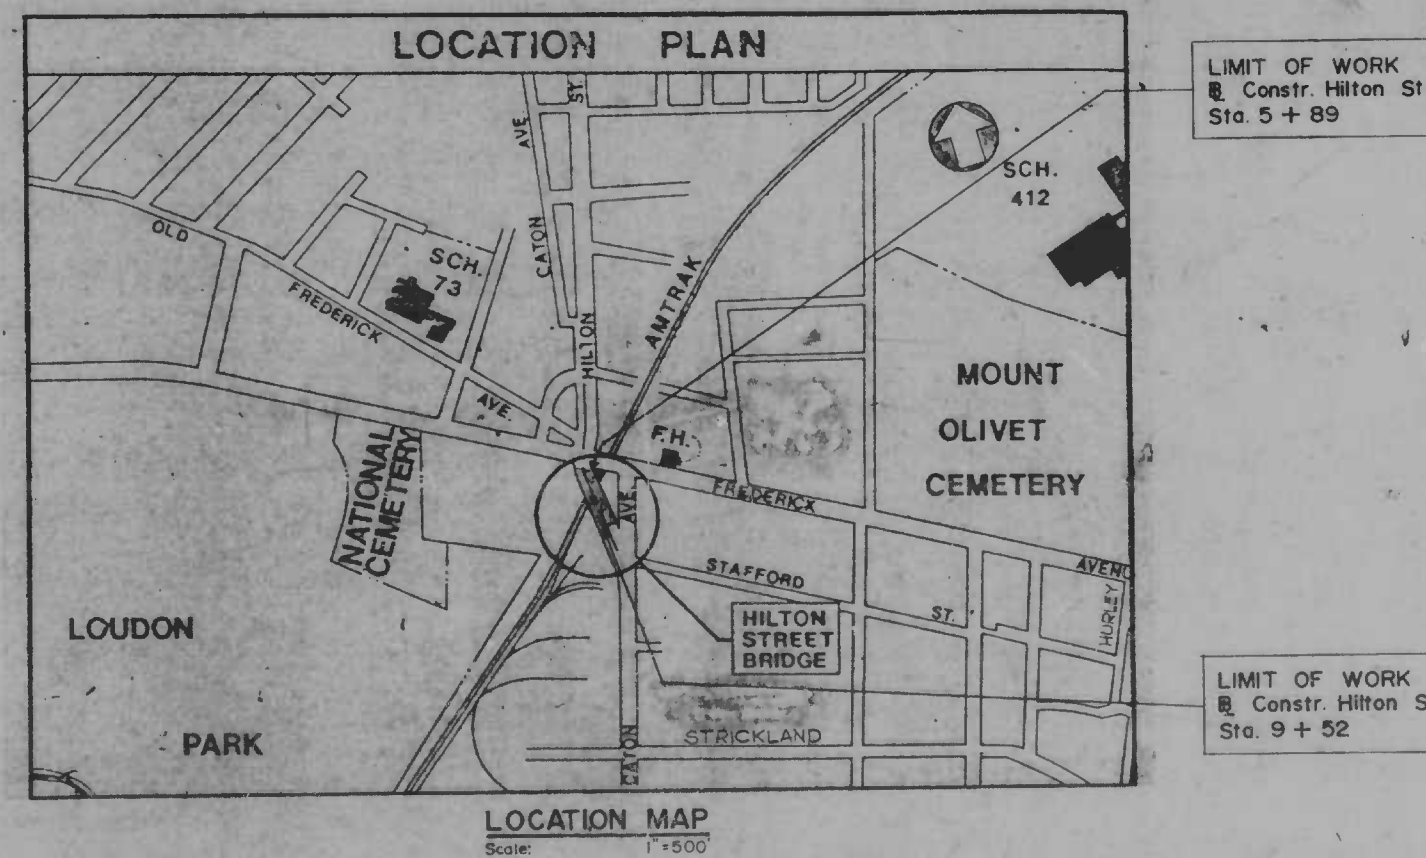 LOCATION PLAN
LIMIT OF WORK
B Constr. Hilton St
Sta. 5 + 89
AVE
ST.
SCH.
412
OLD
CATON
SCH.
73
FREDERICK
AMTRAK
HILTON
MOUNT
OLIVET
CEMETERY
AVE.
F.H.
NATIONAL
CEMETERY
FREDERICK
AVE.
STAFFORD
AVENU
ST.
HURLEY
HILTON
STREET
BRIDGE
LOUDON
PARK
LIMIT OF WORK
B Constr. Hilton S
Sta. 9 + 52
STRICKLAND
CATON
LOCATION MAP
Scale: 1"=500'